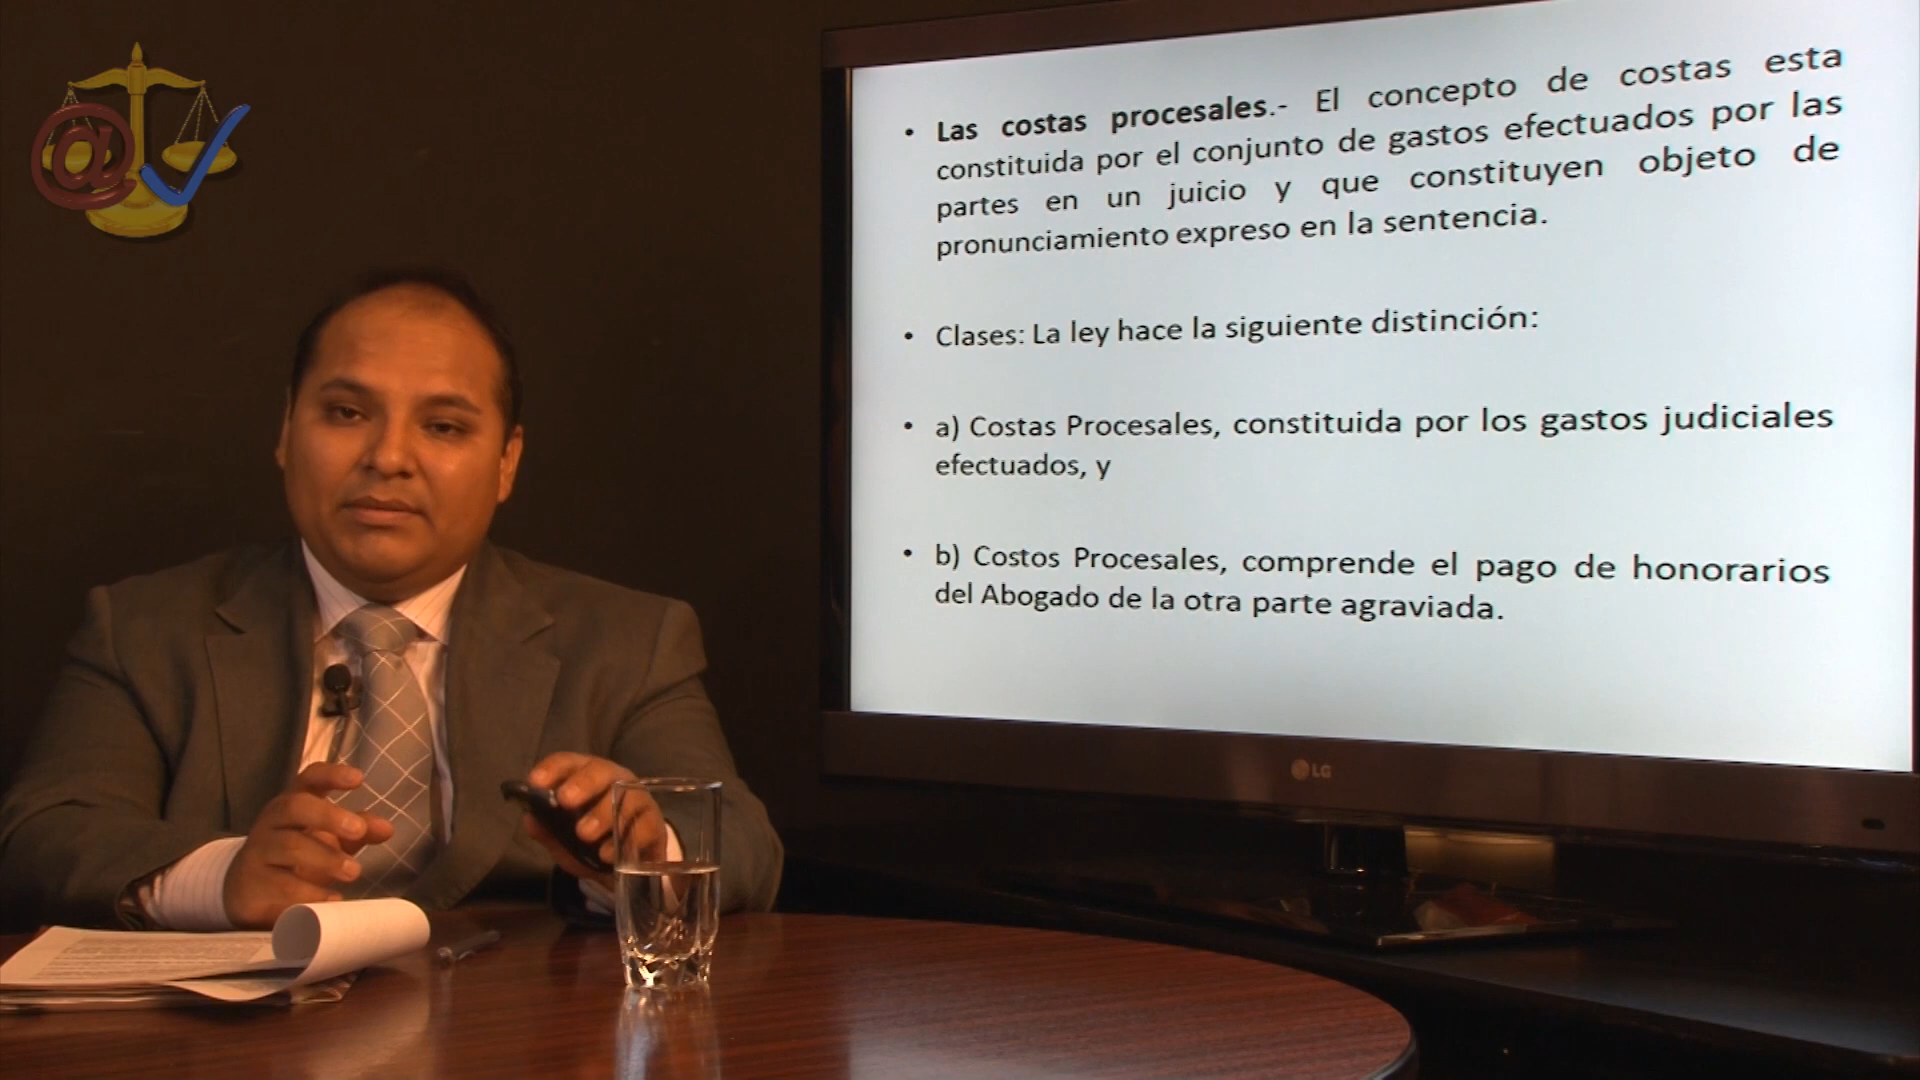 • Las costas procesales.- El concepto de costas esta
constituida por el conjunto de gastos efectuados por las
partes en un juicio y que constituyen objeto de
pronunciamiento expreso en la sentencia.
• Clases: La ley hace la siguiente distinción:
• a) Costas Procesales, constituida por los gastos judiciales
efectuados, y
• b) Costos Procesales, comprende el pago de honorarios
del Abogado de la otra parte agraviada.
LG
@